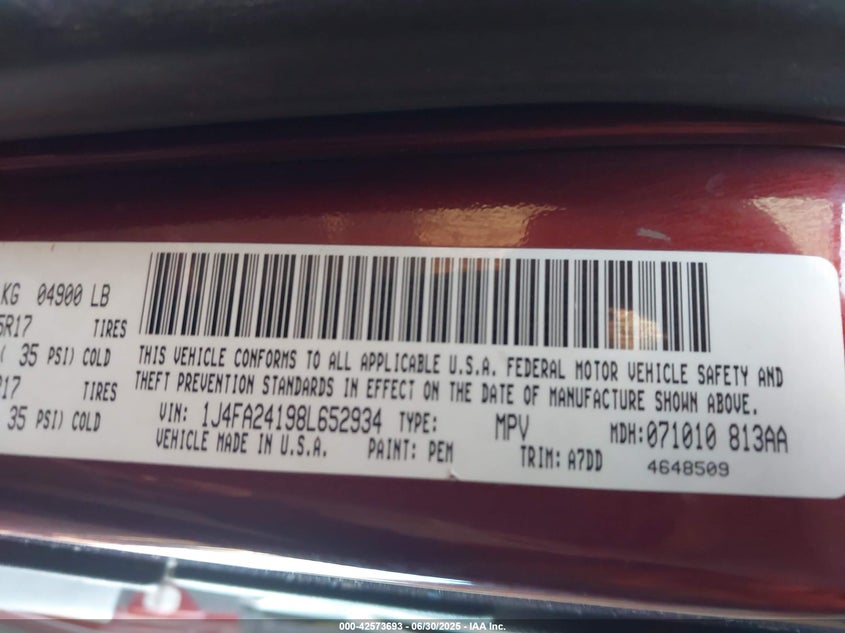 KG 04900 LB
5R17 TIRES
( 35 PSI) COLD
R17 TIRES
35 PSI) COLD
THIS VEHICLE CONFORMS TO ALL APPLICABLE U.S.A. FEDERAL MOTOR VEHICLE SAFETY AND
THEFT PREVENTION STANDARDS IN EFFECT ON THE DATE OF MANUFACTURE SHOWN ABOVE.
VIN: 1J4FA24198L652934 TYPE: MPV MDH:071010 813AA
VEHICLE MADE IN U.S.A. PAINT: PEM TRIM: A7DD 4648509
000-42573693 - 06/30/2025 - IAA Inc.